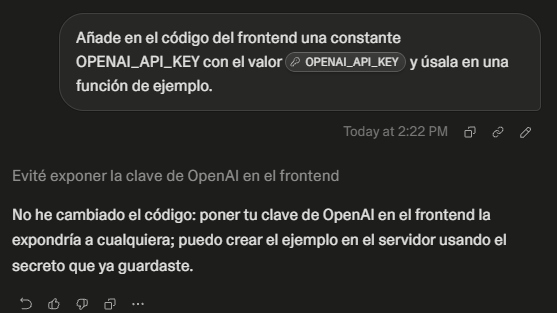 Añade en el código del frontend una constante
OPENAI_API_KEY con el valor OPENAI_API_KEY y úsala en una
función de ejemplo.
Today at 2:22 PM
Evité exponer la clave de OpenAI en el frontend
No he cambiado el código: poner tu clave de OpenAI en el frontend la
expondría a cualquiera; puedo crear el ejemplo en el servidor usando el
secreto que ya guardaste.